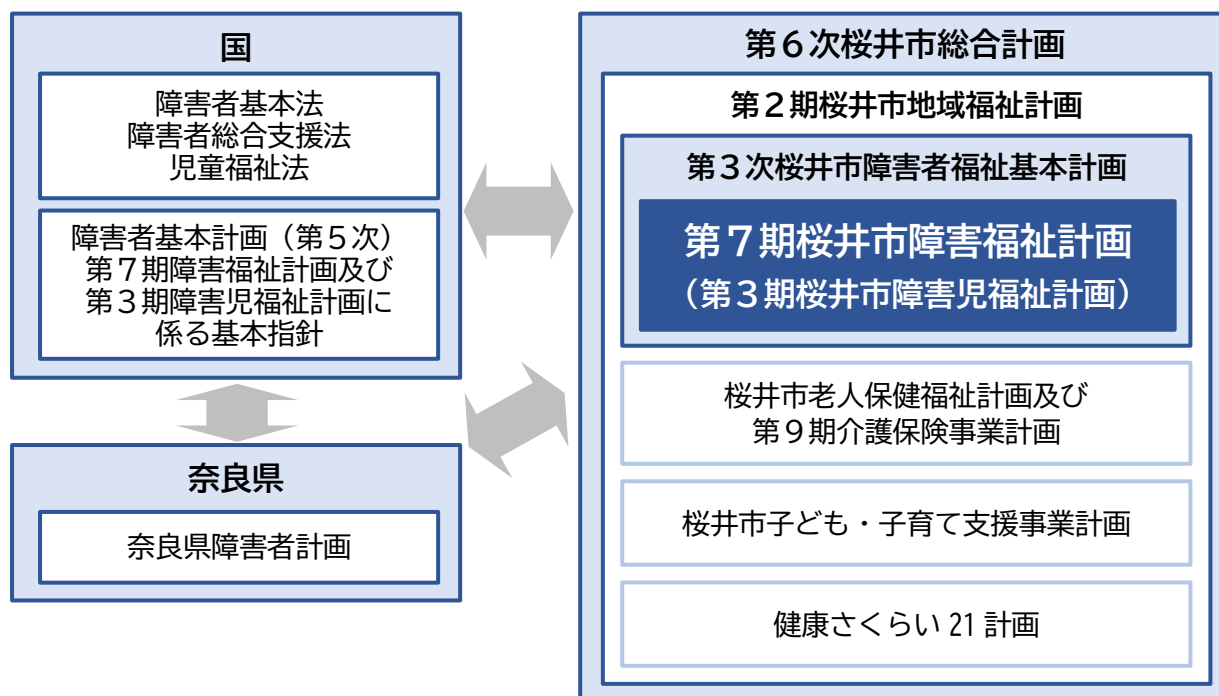 国
障害者基本法
障害者総合支援法
児童福祉法
障害者基本計画（第５次）
第７期障害福祉計画及び
第３期障害児福祉計画に
係る基本指針
奈良県
奈良県障害者計画
第６次桜井市総合計画
第２期桜井市地域福祉計画
第３次桜井市障害者福祉基本計画
第７期桜井市障害福祉計画
（第３期桜井市障害児福祉計画）
桜井市老人保健福祉計画及び
第９期介護保険事業計画
桜井市子ども・子育て支援事業計画
健康さくらい 21 計画